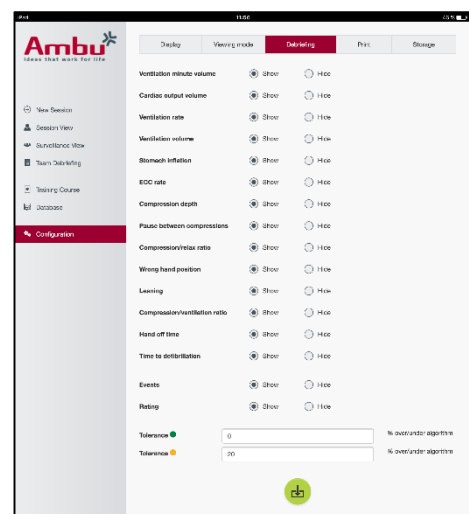 iPad 11:50 45 %
Ambu
Ideas that work for life
Display Viewing mode Debriefing Print Storage
New Session
Session View
Surveillance View
Team Debriefing
Training Course
Database
Configuration
Ventilation minute volume Show Hide
Cardiac output volume Show Hide
Ventilation rate Show Hide
Ventilation volume Show Hide
Stomach inflation Show Hide
ECC rate Show Hide
Compression depth Show Hide
Pause between compressions Show Hide
Compression/relax ratio Show Hide
Wrong hand position Show Hide
Leaning Show Hide
Compression/ventilation ratio Show Hide
Hand off time Show Hide
Time to defibrillation Show Hide
Events Show Hide
Rating Show Hide
Tolerance 0 % over/under algorithm
Tolerance 20 % over/under algorithm